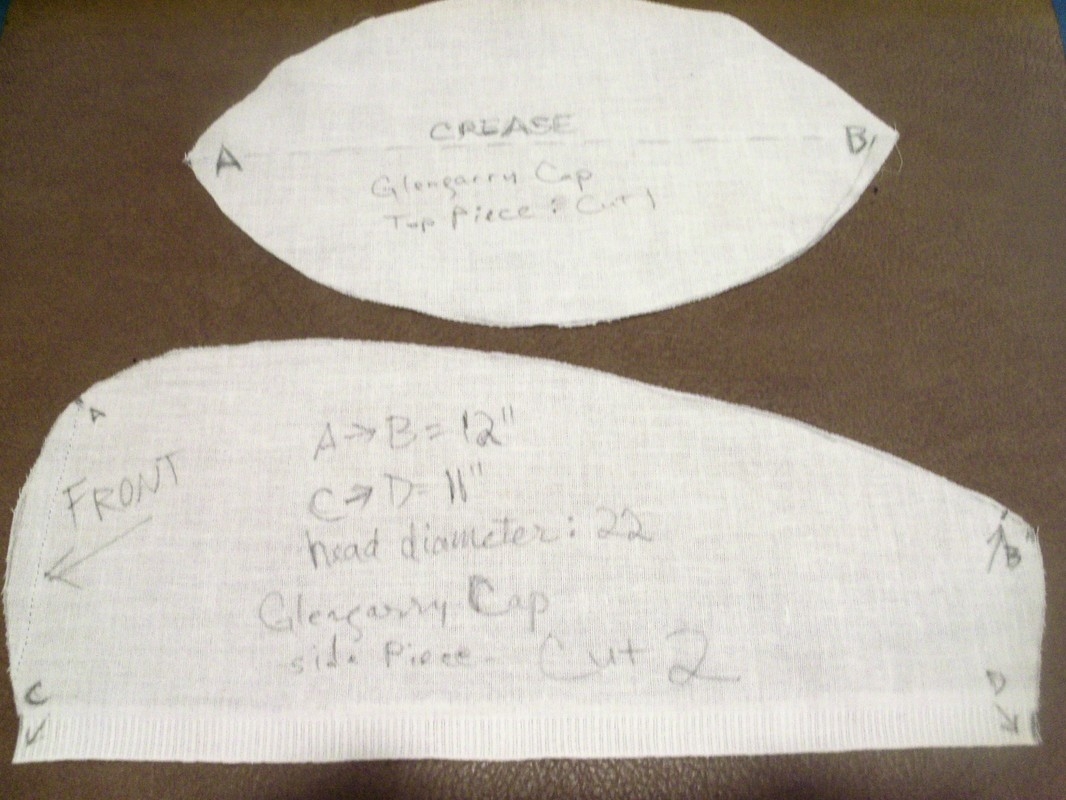 CREASE
A
B
Glengarry Cap
Top Piece: Cut 1
A
A → B = 12"
FRONT
C → D = 11"
head diameter: 22
B
Glengarry Cap
side Piece - Cut 2
C
D